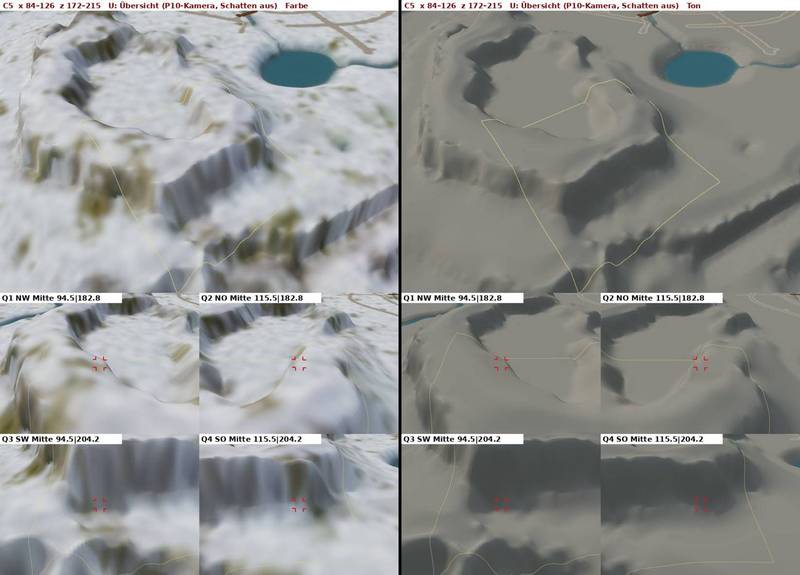 C5 x 84-126 z 172-215 U: Übersicht (P10-Kamera, Schatten aus) Farbe
C5 x 84-126 z 172-215 U: Übersicht (P10-Kamera, Schatten aus) Ton
Q1 NW Mitte 94.5|182.8
Q2 NO Mitte 115.5|182.8
Q1 NW Mitte 94.5|182.8
Q2 NO Mitte 115.5|182.8
Q3 SW Mitte 94.5|204.2
Q4 SO Mitte 115.5|204.2
Q3 SW Mitte 94.5|204.2
Q4 SO Mitte 115.5|204.2